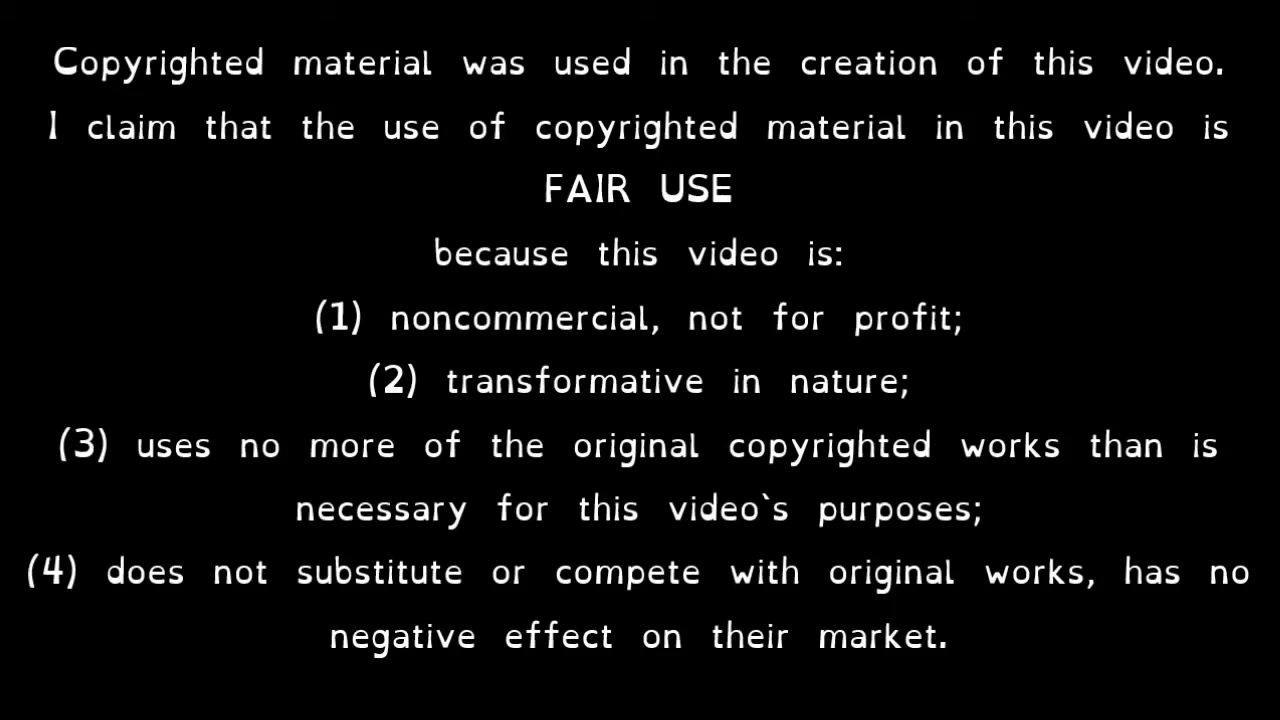 Copyrighted material was used in the creation of this video.
I claim that the use of copyrighted material in this video is
FAIR USE
because this video is:
(1) noncommercial, not for profit;
(2) transformative in nature;
(3) uses no more of the original copyrighted works than is
necessary for this video`s purposes;
(4) does not substitute or compete with original works, has no
negative effect on their market.